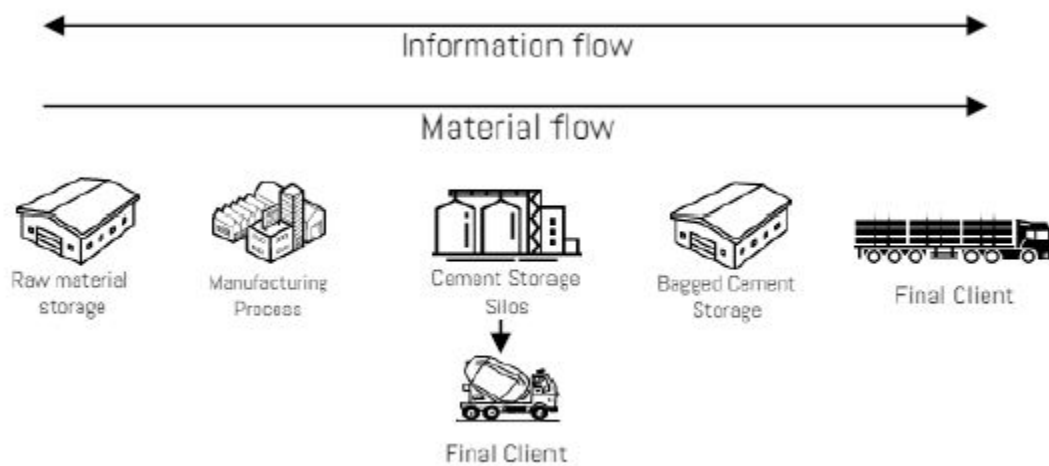 Information flow
Material flow
Raw material
storage
Manufacturing
Process
Cement Storage
Silos
Bagged Cement
Storage
Final Client
Final Client